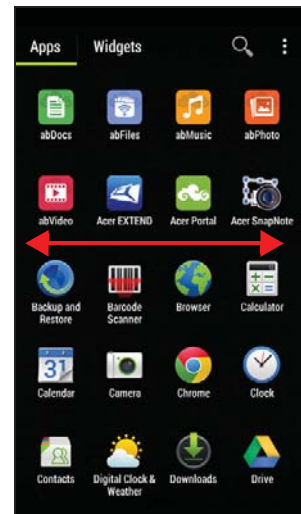 Apps Widgets
abDocs abFiles abMusic abPhoto
abVideo Acer EXTEND Acer Portal Acer SnapNote
Backup and Barcode Browser Calculator
Restore Scanner
31
Calendar Camera Chrome Clock
Contacts Digital Clock & Downloads Drive
Weather